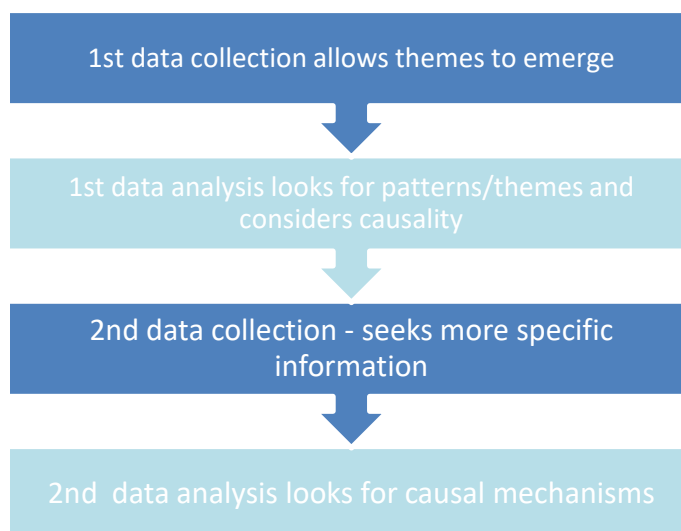 1st data collection allows themes to emerge
1st data analysis looks for patterns/themes and
considers causality
2nd data collection - seeks more specific
information
2nd  data analysis looks for causal mechanisms